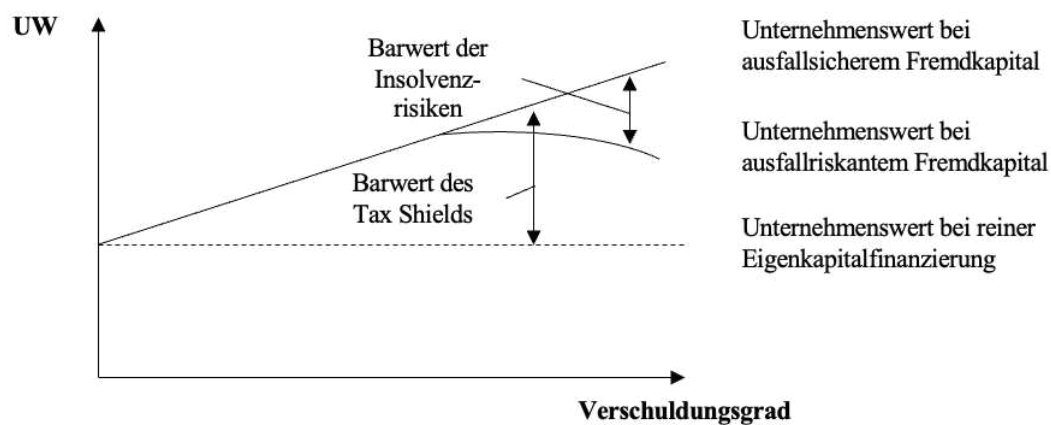 UW
Barwert der
Insolvenz-
risiken
Barwert des
Tax Shields
Unternehmenswert bei
ausfallsicherem Fremdkapital
Unternehmenswert bei
ausfallriskantem Fremdkapital
Unternehmenswert bei reiner
Eigenkapitalfinanzierung
Verschuldungsgrad